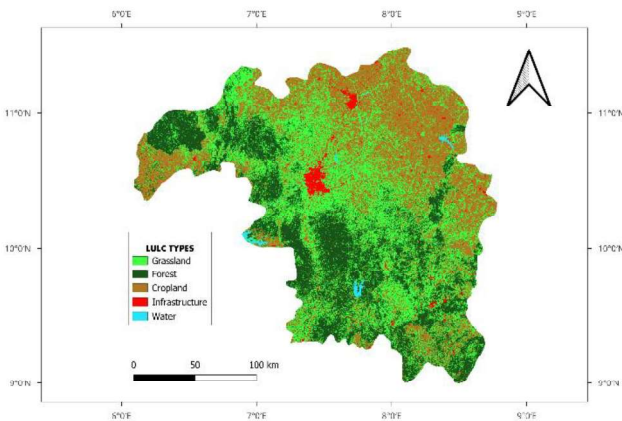 6°0'E 7°0'E 8°0'E 9°0'E
11°0'N 11°0'N
10°0'N 10°0'N
LULC TYPES
Grassland
Forest
Cropland
Infrastructure
Water
0 50 100 km
9°0'N 9°0'N
6°0'E 7°0'E 8°0'E 9°0'E